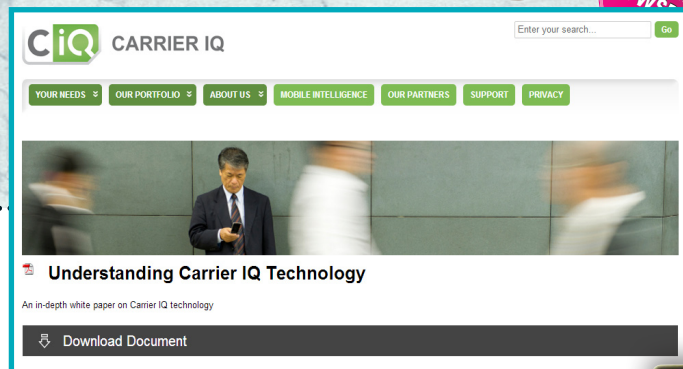 Enter your search...
Go
CiQ CARRIER IQ
YOUR NEEDS
OUR PORTFOLIO
ABOUT US
MOBILE INTELLIGENCE
OUR PARTNERS
SUPPORT
PRIVACY
Understanding Carrier IQ Technology
An in-depth white paper on Carrier IQ technology
Download Document